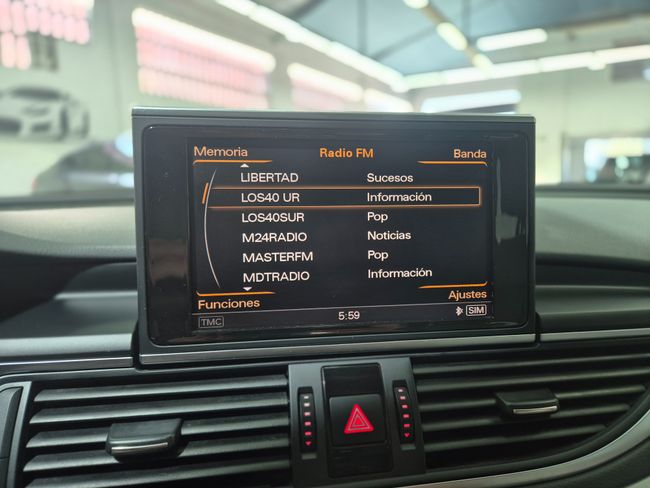 Memoria Radio FM Banda
LIBERTAD Sucesos
LOS40 UR Información
LOS40SUR Pop
M24RADIO Noticias
MASTERFM Pop
MDTRADIO Información
Funciones Ajustes
TMC 5:59 SIM